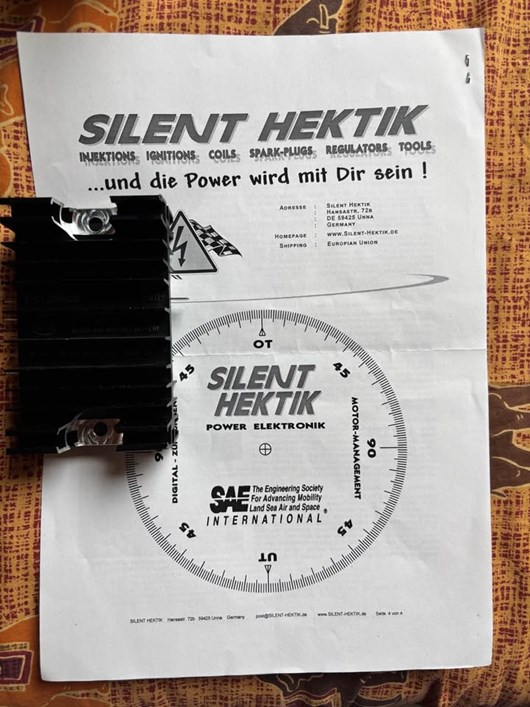 SILENT HEKTIK
INJEKTIONS IGNITIONS COILS SPARK-PLUGS REGULATORS TOOLS
...und die Power wird mit Dir sein !
ADRESSE : SILENT HEKTIK
: HANSASTR. 72B
: DE 59425 UNNA
: GERMANY
HOMEPAGE : WWW.SILENT-HEKTIK.DE
SHIPPING : EUROPIAN UNION
OT
45
45
SILENT
HEKTIK
POWER ELEKTRONIK
MOTOR-MANAGEMENT
90
SAE The Engineering Society
For Advancing Mobility
Land Sea Air and Space
INTERNATIONAL®
45
45
UT
SILENT HEKTIK Hansastr. 72b 59425 Unna Germany post@SILENT-HEKTIK.de www.SILENT-HEKTIK.de Seite 4 von 4